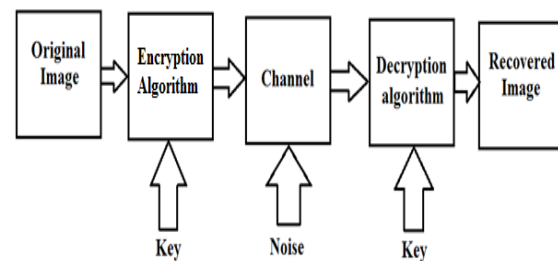 Original
Image
Encryption
Algorithm
Channel
Decryption
algorithm
Recovered
Image
Key
Noise
Key